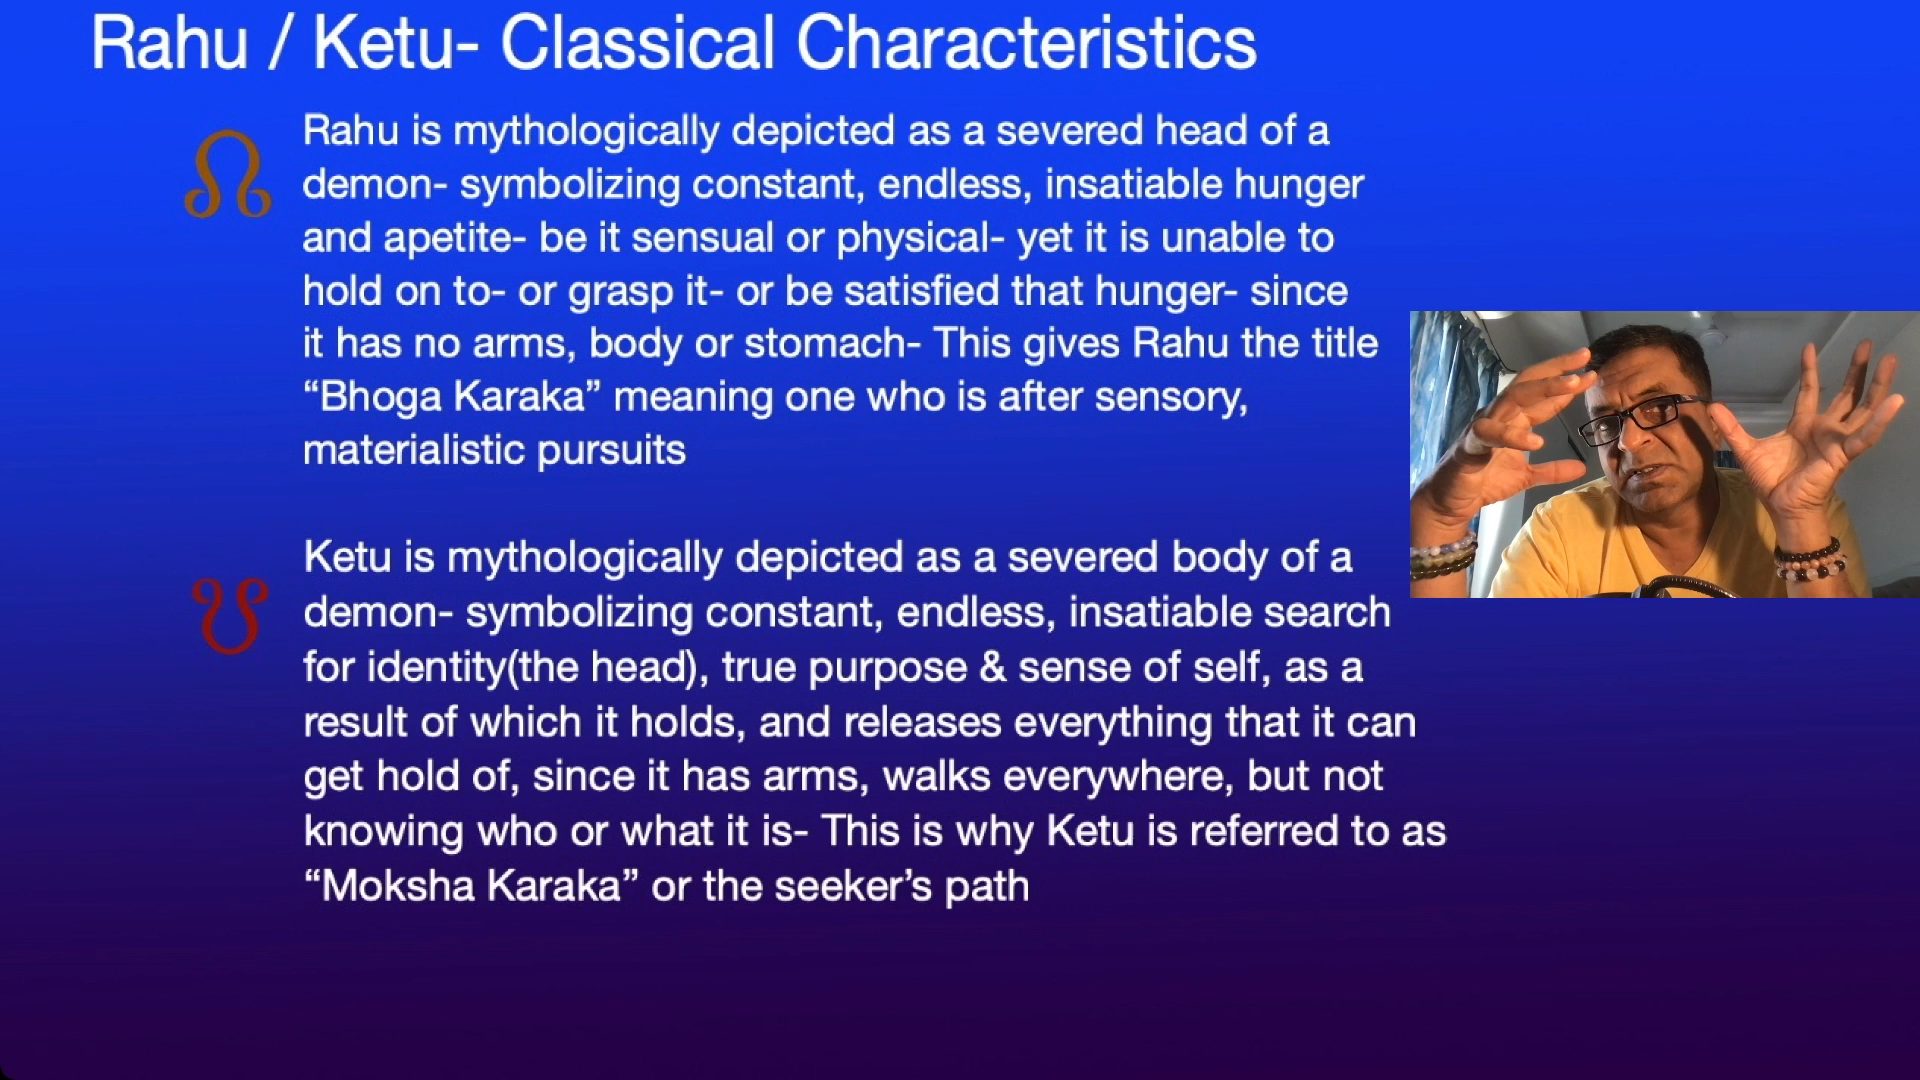 Rahu / Ketu- Classical Characteristics
Rahu is mythologically depicted as a severed head of a
demon- symbolizing constant, endless, insatiable hunger
and apetite- be it sensual or physical- yet it is unable to
hold on to- or grasp it- or be satisfied that hunger- since
it has no arms, body or stomach- This gives Rahu the title
“Bhoga Karaka” meaning one who is after sensory,
materialistic pursuits
Ketu is mythologically depicted as a severed body of a
demon- symbolizing constant, endless, insatiable search
for identity(the head), true purpose & sense of self, as a
result of which it holds, and releases everything that it can
get hold of, since it has arms, walks everywhere, but not
knowing who or what it is- This is why Ketu is referred to as
“Moksha Karaka” or the seeker’s path